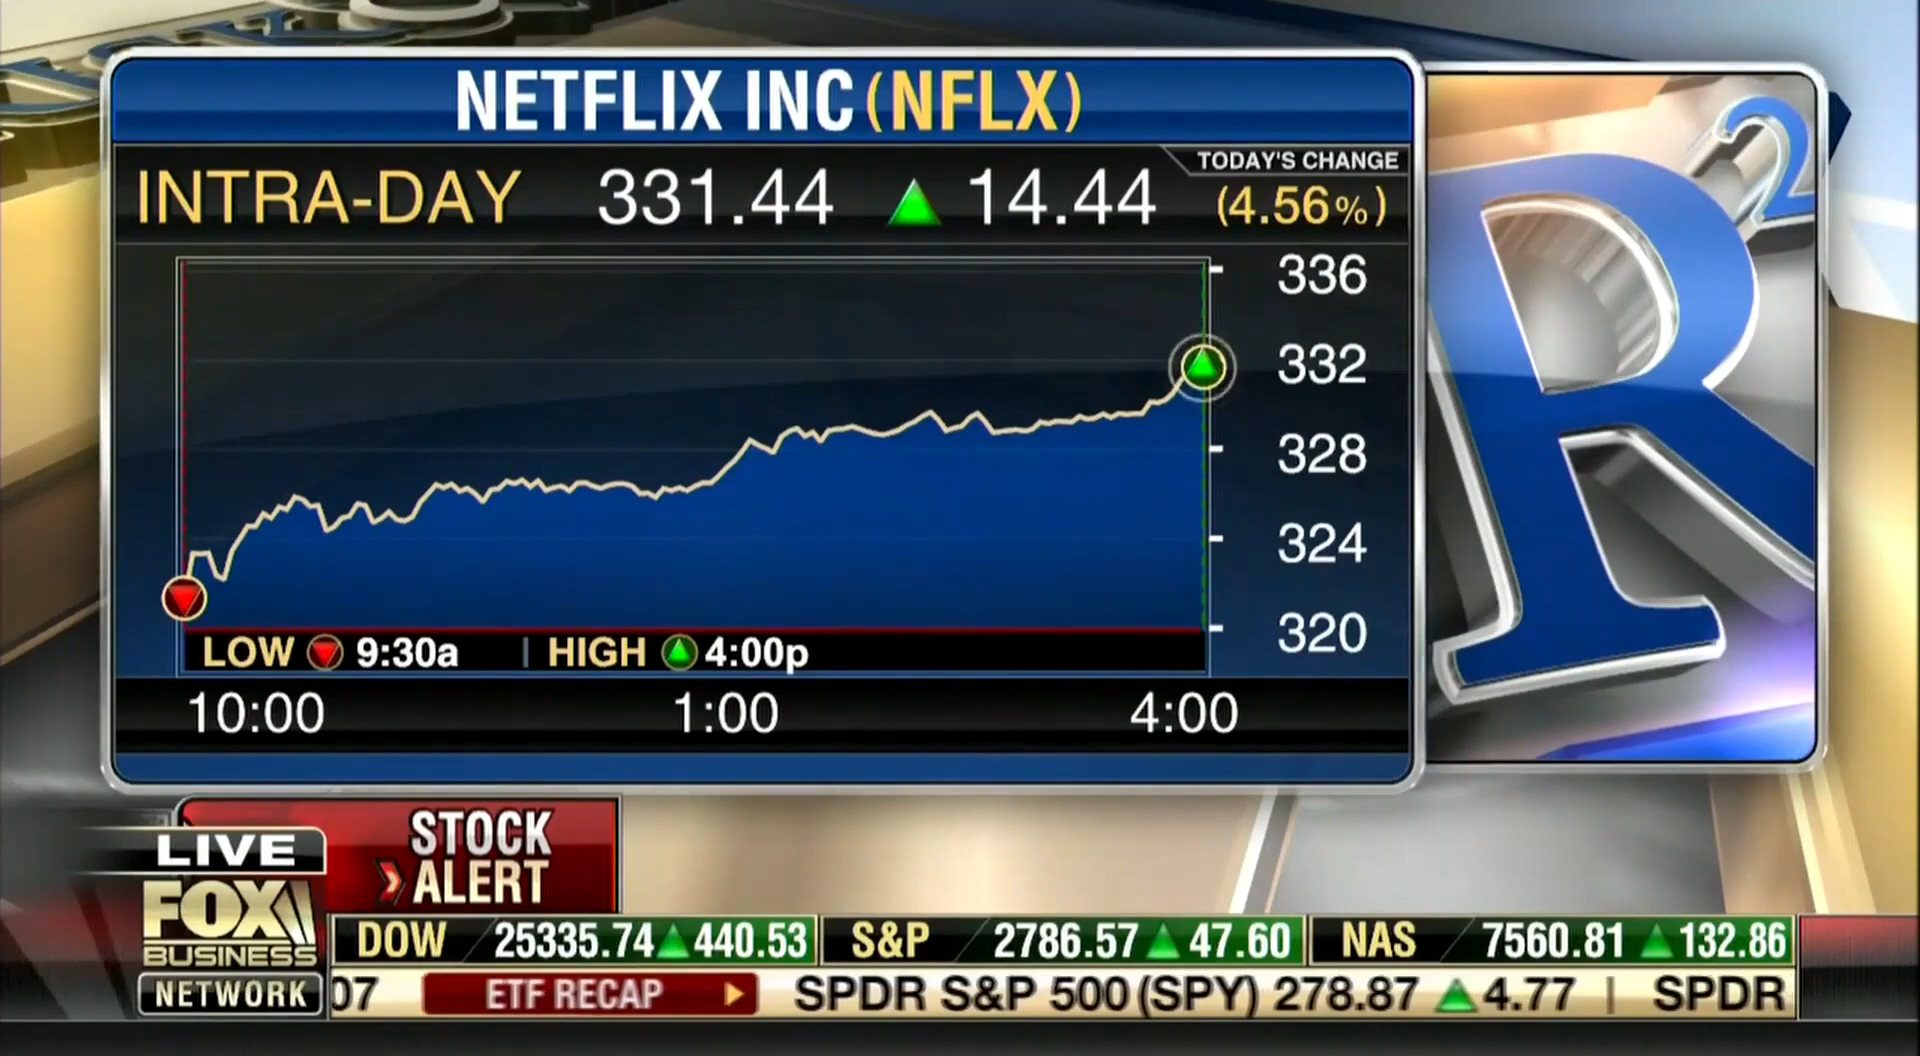 NETFLIX INC (NFLX)
INTRA-DAY 331.44 ▲ 14.44 TODAY'S CHANGE (4.56%)
336
332
328
324
320
LOW ▼ 9:30a | HIGH ▲ 4:00p
10:00 1:00 4:00
R2
STOCK
ALERT
LIVE
FOX
BUSINESS
NETWORK
DOW 25335.74 ▲ 440.53 S&P 2786.57 ▲ 47.60 NAS 7560.81 ▲ 132.86
07 ETF RECAP SPDR S&P 500 (SPY) 278.87 ▲ 4.77 | SPDR